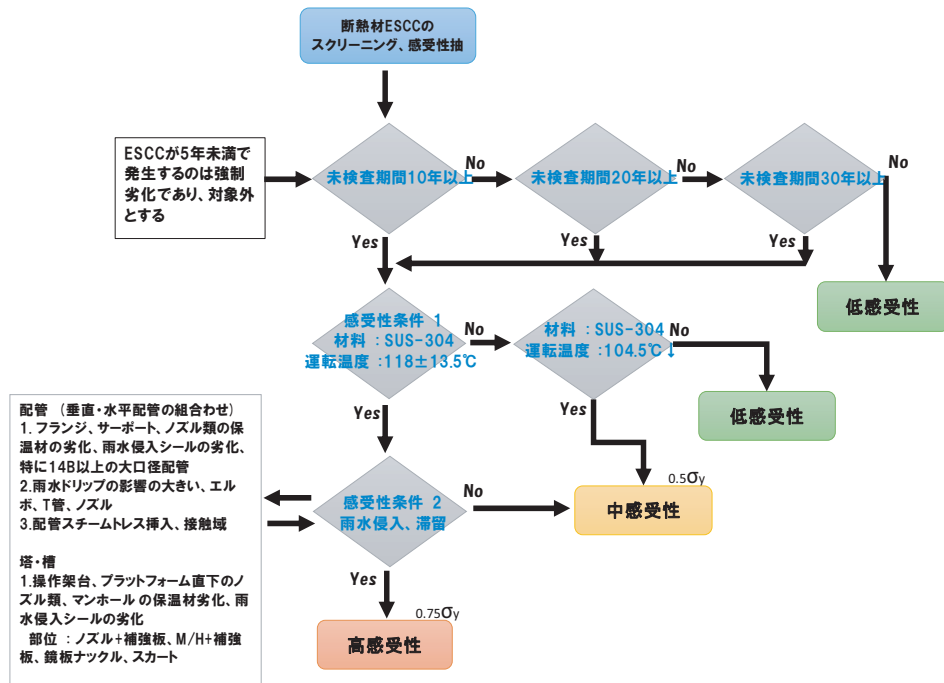 断熱材ESCCの
スクリーニング、感受性抽
ESCCが5年未満で
発生するのは強制
劣化であり、対象外
とする
未検査期間10年以上
No
未検査期間20年以上
No
未検査期間30年以上
No
Yes
Yes
Yes
低感受性
感受性条件 1
材料 :SUS-304
運転温度 :118±13.5℃
No
材料 :SUS-304
運転温度 :104.5℃↓
No
Yes
Yes
低感受性
配管 (垂直・水平配管の組合わせ)
1. フランジ、サーポート、ノズル類の保
温材の劣化、雨水侵入シールの劣化、
特に14B以上の大口径配管
2.雨水ドリップの影響の大きい、エル
ボ、T管、ノズル
3.配管スチームトレス挿入、接触域
塔・槽
1.操作架台、プラットフォーム直下のノ
ズル類、マンホールの保温材劣化、雨
水侵入シールの劣化
部位 :ノズル+補強板、M/H+補強
板、鏡板ナックル、スカート
感受性条件 2
雨水侵入、滞留
No
0.5σy
中感受性
Yes
0.75σy
高感受性